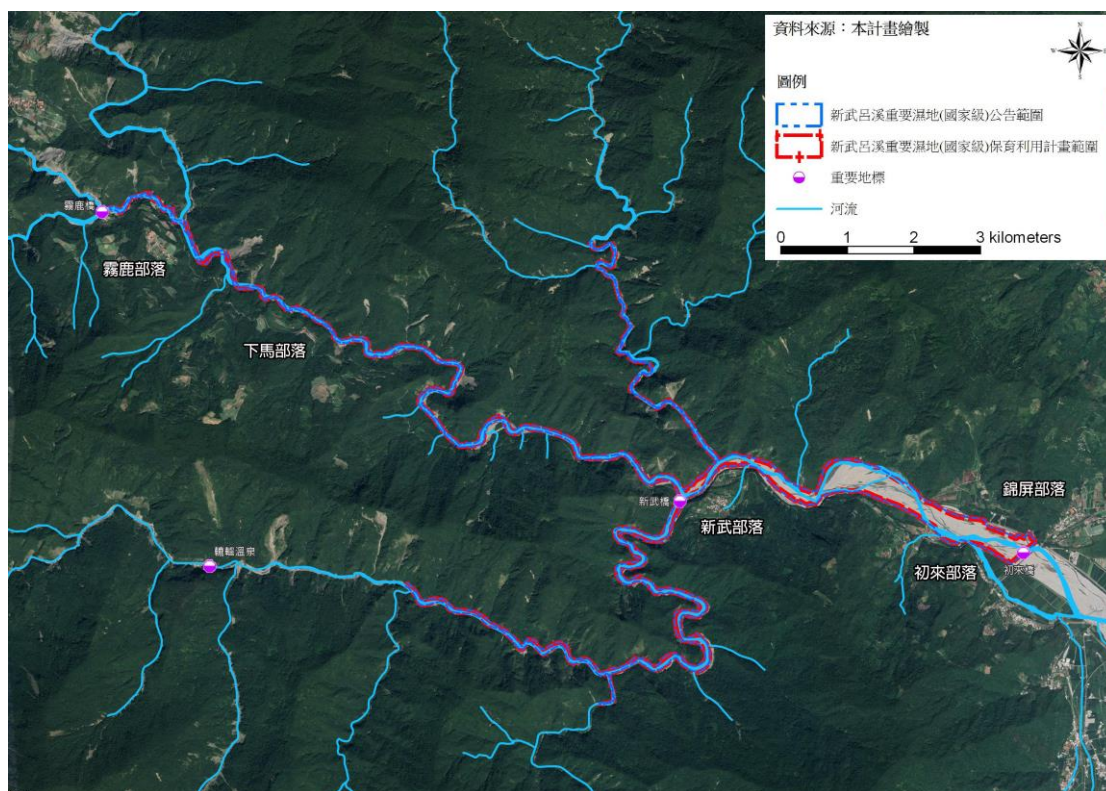 資料來源：本計畫繪製
圖例
新武呂溪重要濕地(國家級)公告範圍
新武呂溪重要濕地(國家級)保育利用計畫範圍
重要地標
河流
0 1 2 3 kilometers
霧鹿橋
霧鹿部落
下馬部落
錦屏部落
新武橋
新武部落
轆轆溫泉
初來部落
初來橋